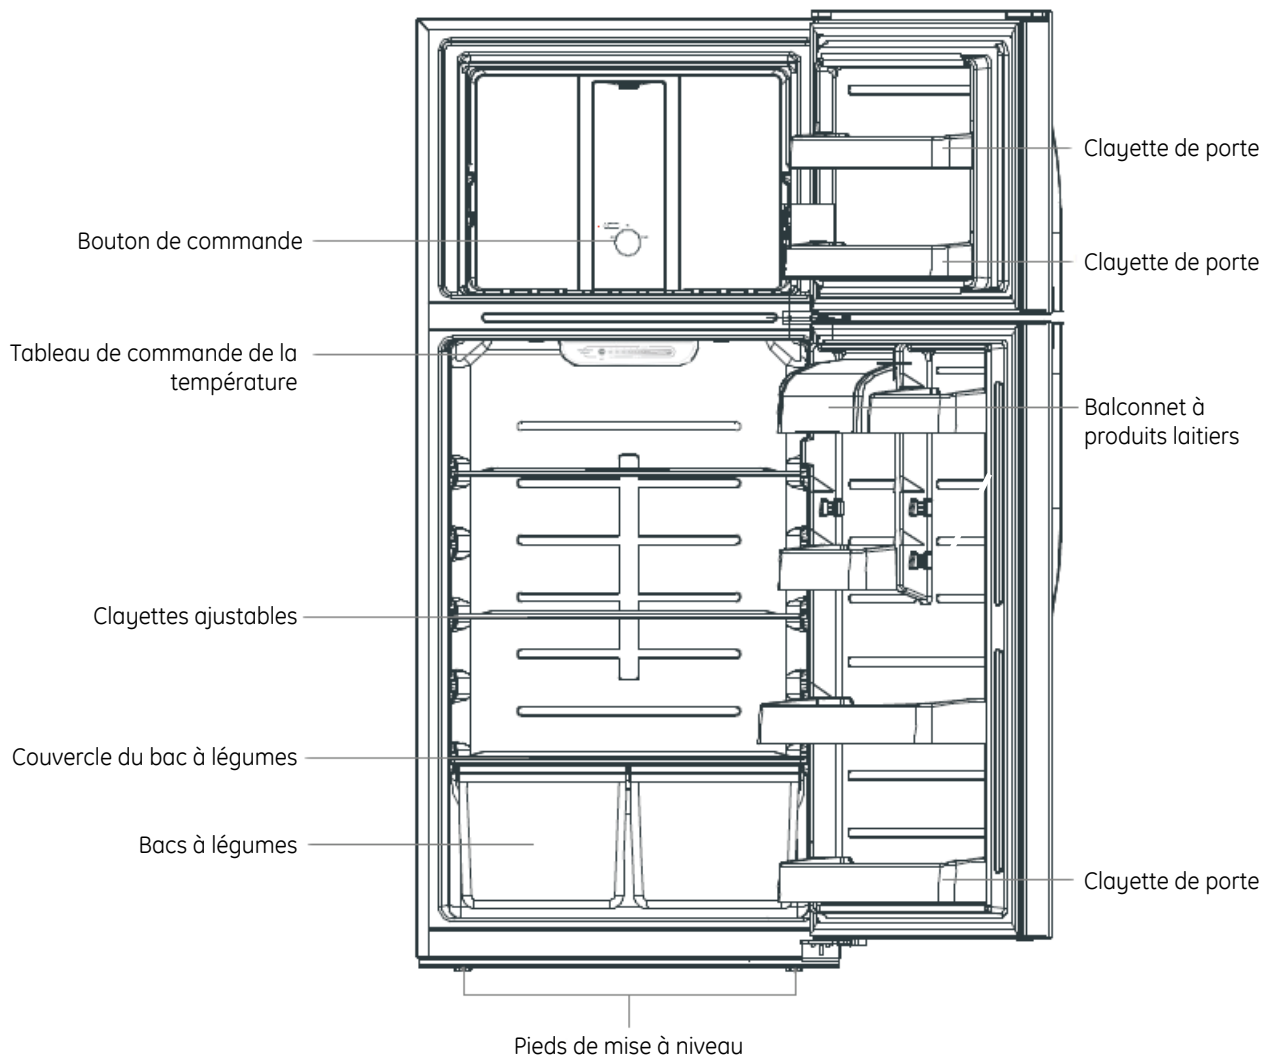 Clayette de porte
Bouton de commande
Clayette de porte
Tableau de commande de la
température
Balconnet à
produits laitiers
Clayettes ajustables
Couvercle du bac à légumes
Bacs à légumes
Clayette de porte
Pieds de mise à niveau